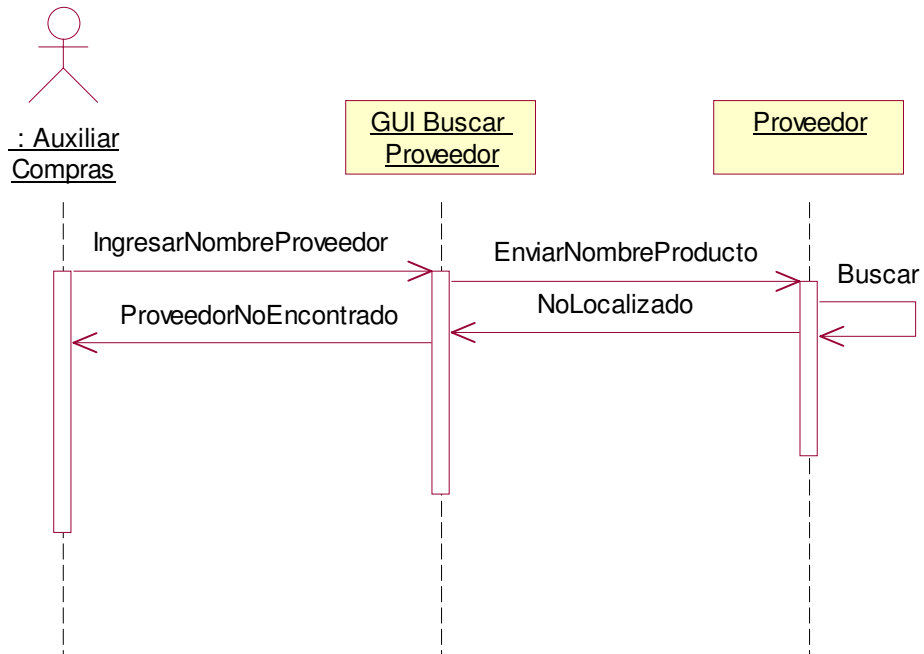 : Auxiliar
Compras
GUI Buscar
Proveedor
Proveedor
IngresarNombreProveedor
EnviarNombreProducto
Buscar
NoLocalizado
ProveedorNoEncontrado